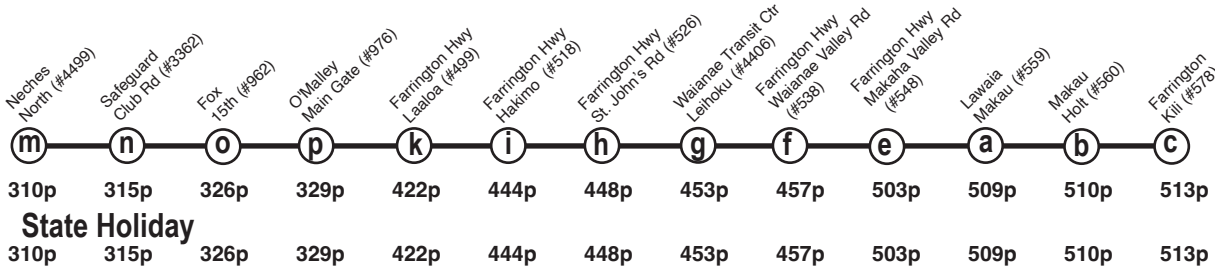 Neches
North (#4499)
Safeguard
Club Rd (#3362)
Fox
15th (#962)
O'Malley
Main Gate (#976)
Farrington Hwy
Laaloa (#499)
Farrington Hwy
Hakimo (#518)
Farrington Hwy
St. John's Rd (#526)
Waianae Transit Ctr
Leihoku (#4406)
Farrington Hwy
Waianae Valley Rd
(#538)
Farrington Hwy
Makaha Valley Rd
(#548)
Lawaia
Makau (#559)
Makau
Holt (#560)
Farrington
Kili (#578)
m n o p k i h g f e a b c
310p 315p 326p 329p 422p 444p 448p 453p 457p 503p 509p 510p 513p
State Holiday
310p 315p 326p 329p 422p 444p 448p 453p 457p 503p 509p 510p 513p